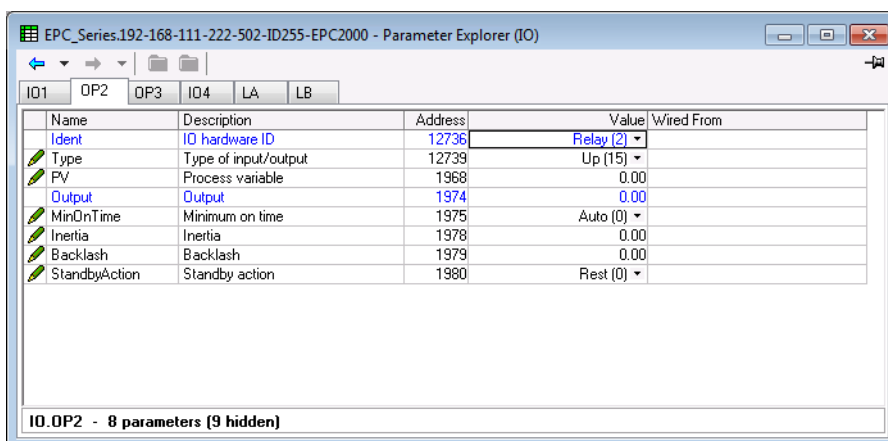 EPC_Series.192-168-111-222-502-ID255-EPC2000 - Parameter Explorer (IO)
IO1 OP2 OP3 IO4 LA LB
Name Description Address Value Wired From
Ident IO hardware ID 12736 Relay (2)
Type Type of input/output 12739 Up (15)
PV Process variable 1968 0.00
Output Output 1974 0.00
MinOnTime Minimum on time 1975 Auto (0)
Inertia Inertia 1978 0.00
Backlash Backlash 1979 0.00
StandbyAction Standby action 1980 Rest (0)
IO.OP2 - 8 parameters (9 hidden)